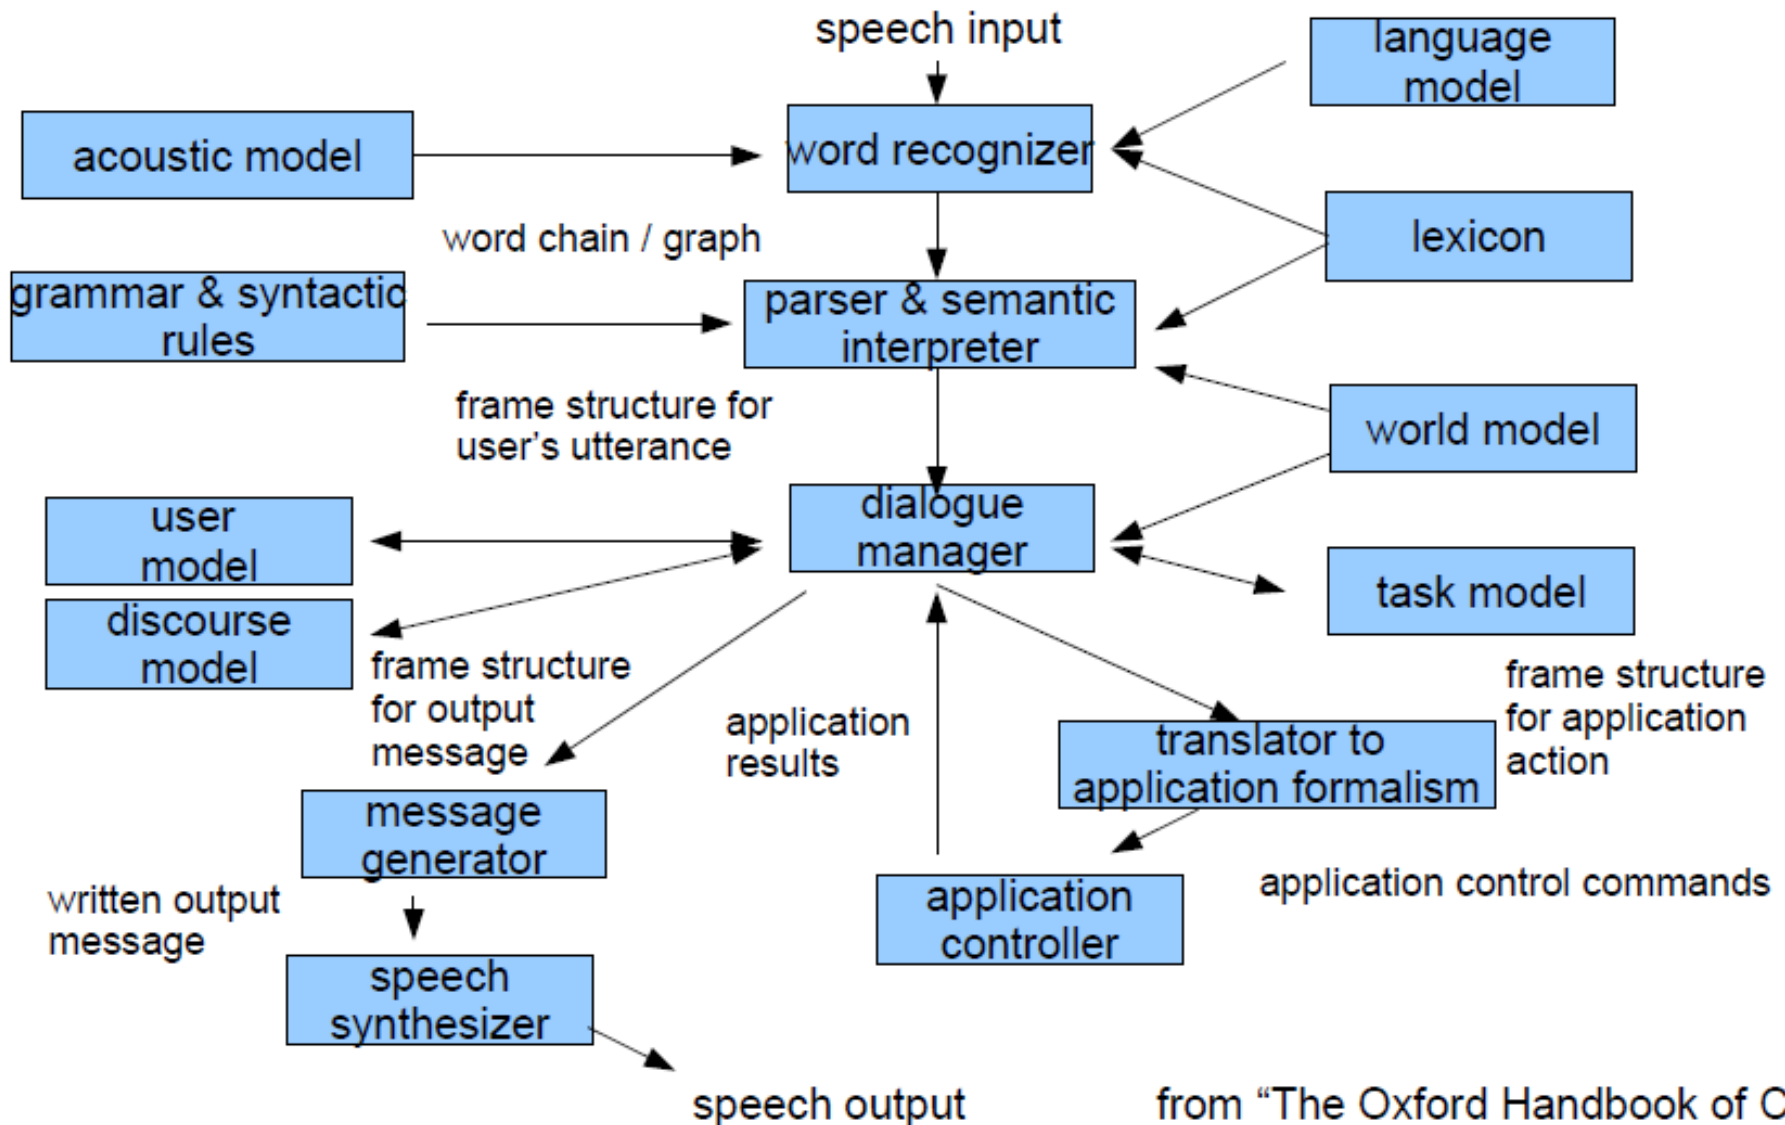 speech input
language
model
acoustic model
word recognizer
word chain / graph
lexicon
grammar & syntactic
rules
parser & semantic
interpreter
frame structure for
user's utterance
world model
user
model
dialogue
manager
discourse
model
task model
frame structure
for output
message
application
results
frame structure
for application
action
translator to
application formalism
message
generator
written output
message
application
controller
application control commands
speech
synthesizer
speech output
from “The Oxford Handbook of